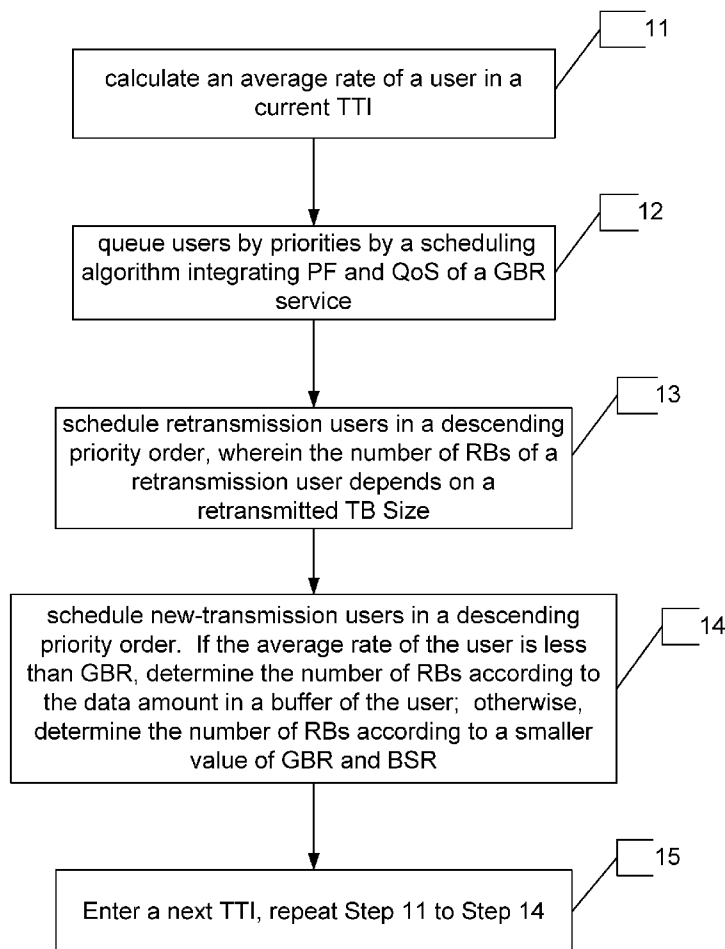 11
calculate an average rate of a user in a
current TTI
12
queue users by priorities by a scheduling
algorithm integrating PF and QoS of a GBR
service
13
schedule retransmission users in a descending
priority order, wherein the number of RBs of a
retransmission user depends on a
retransmitted TB Size
14
schedule new-transmission users in a descending
priority order. If the average rate of the user is less
than GBR, determine the number of RBs according to
the data amount in a buffer of the user; otherwise,
determine the number of RBs according to a smaller
value of GBR and BSR
15
Enter a next TTI, repeat Step 11 to Step 14